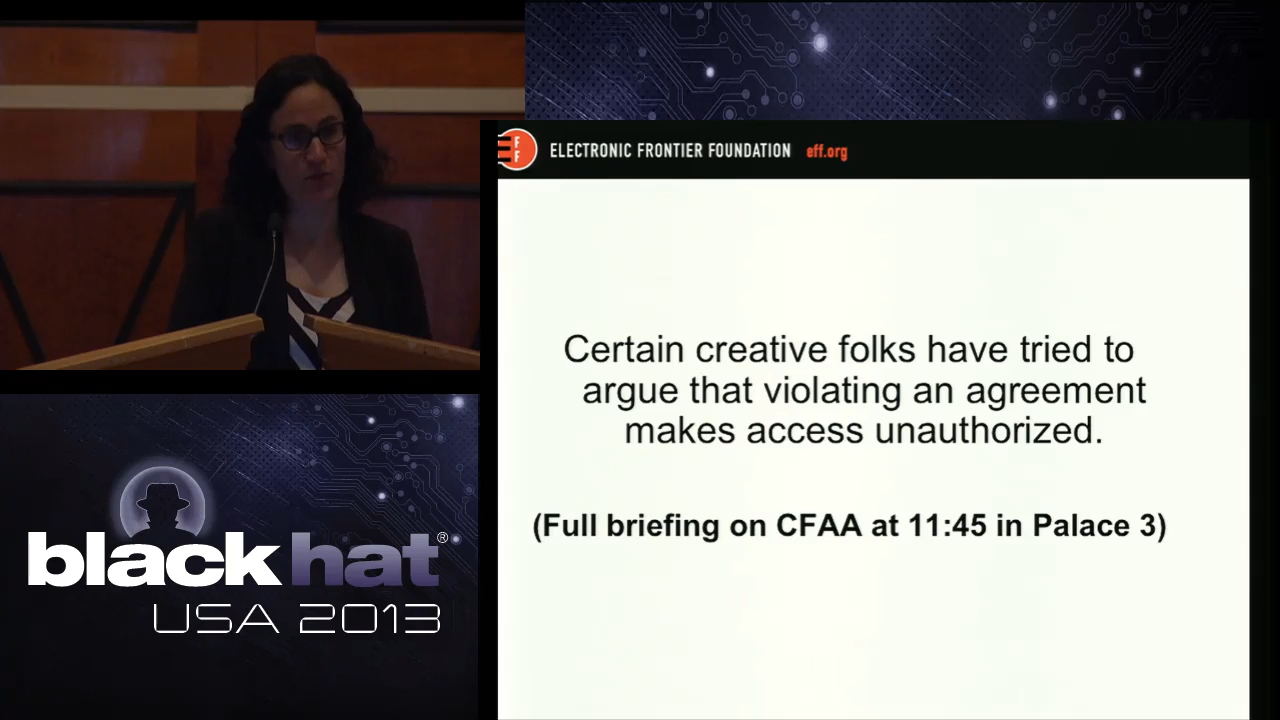 EFF
ELECTRONIC FRONTIER FOUNDATION eff.org
Certain creative folks have tried to
argue that violating an agreement
makes access unauthorized.
(Full briefing on CFAA at 11:45 in Palace 3)
black hat®
USA 2013